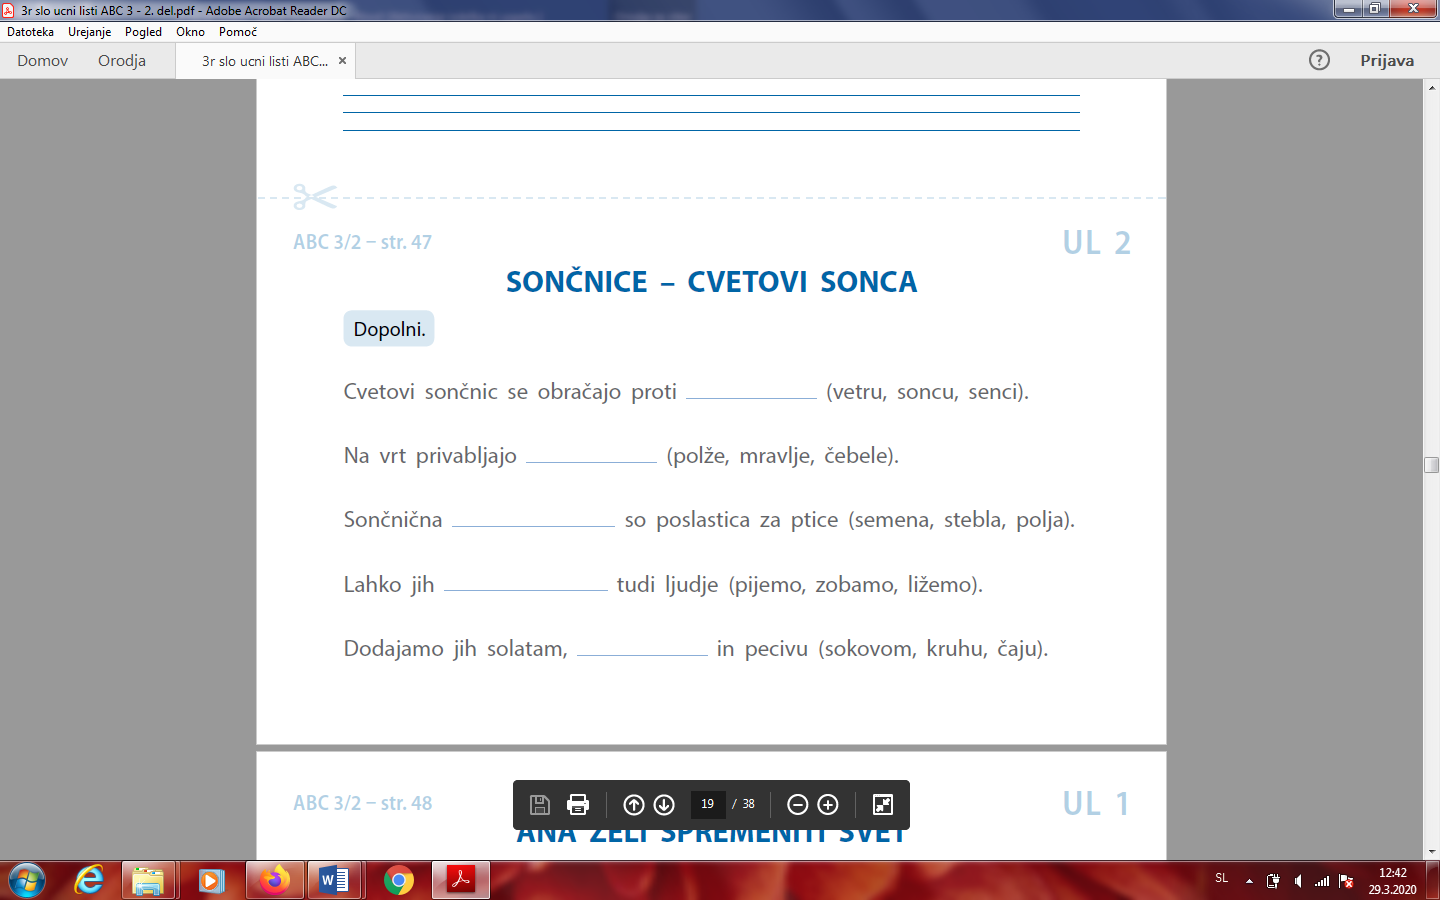 3r slo ucni listi ABC 3 - 2. del.pdf - Adobe Acrobat Reader DC
Datoteka Urejanje Pogled Okno Pomoč
Domov Orodja 3r slo ucni listi ABC... × ? Prijava
ABC 3/2 – str. 47
UL 2
SONČNICE – CVETOVI SONCA
Dopolni.
Cvetovi sončnic se obračajo proti (vetru, soncu, senci).
Na vrt privabljajo (polže, mravlje, čebele).
Sončnična so poslastica za ptice (semena, stebla, polja).
Lahko jih tudi ljudje (pijemo, zobamo, ližemo).
Dodajamo jih solatam, in pecivu (sokovom, kruhu, čaju).
ABC 3/2 – str. 48
UL 1
19 / 38
ANA ŽELI SPREMENITI SVET
SL
12:42
29.3.2020